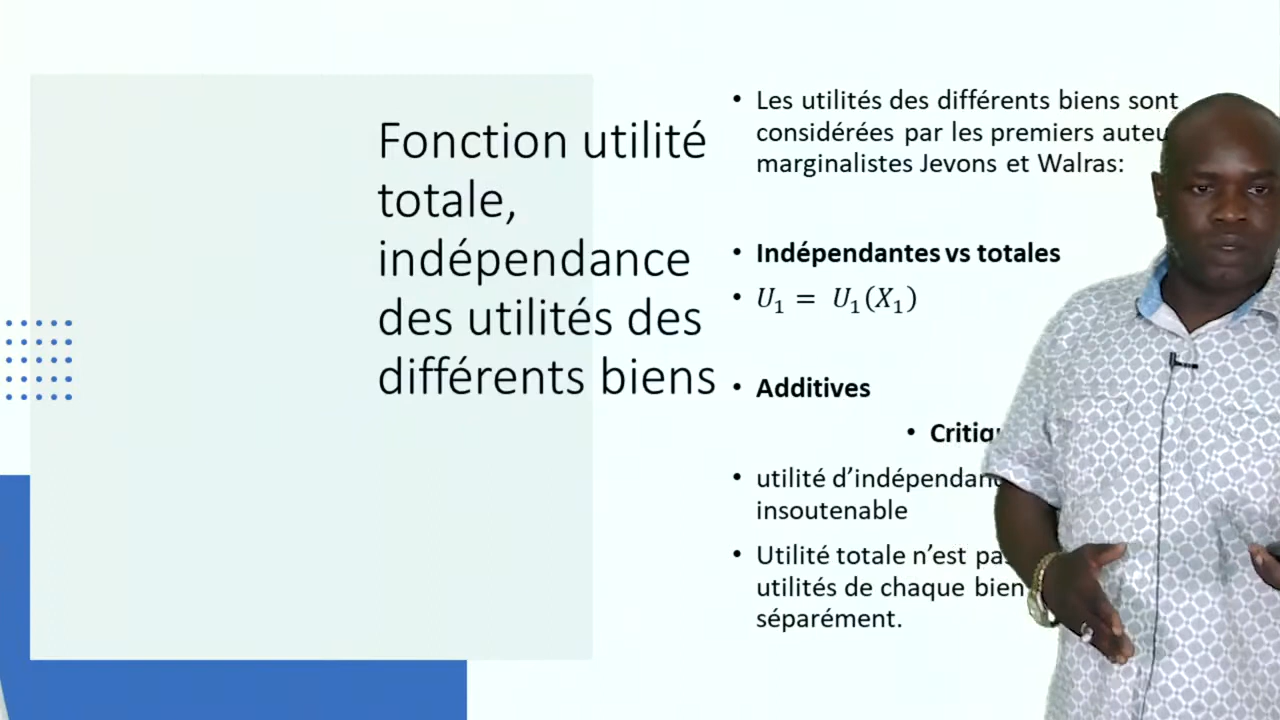 Fonction utilité
totale,
indépendance
des utilités des
différents biens
• Les utilités des différents biens sont
considérées par les premiers
marginalistes Jevons et Walras:
• Indépendantes vs totales
• U₁ = U₁(X₁)
• Additives
•
• utilité
insoutenable
• Utilité totale n’est
utilités de chaque bien
séparément.